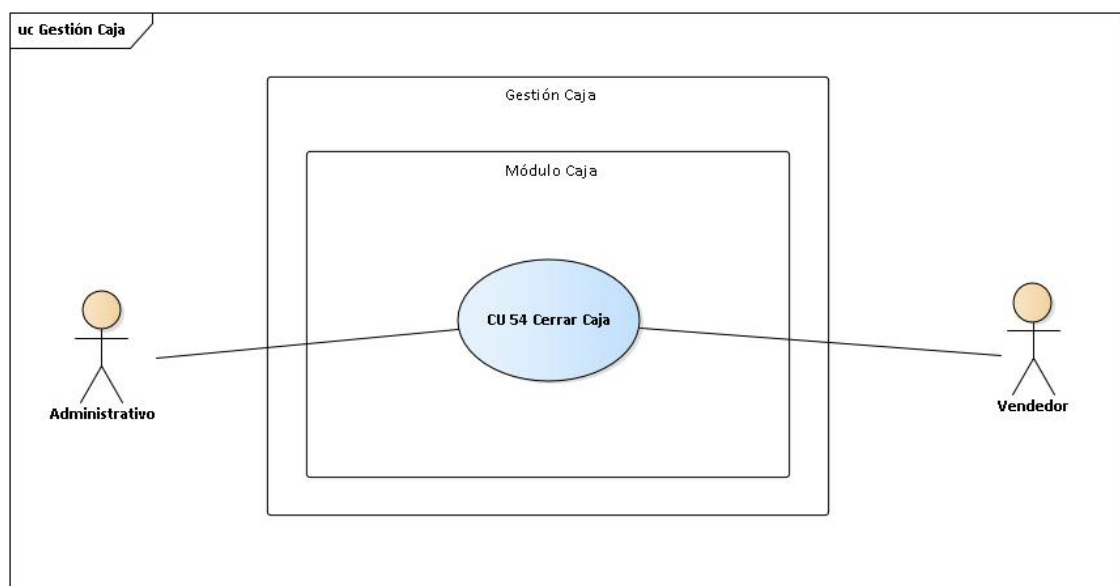 uc Gestión Caja
Gestión Caja
Módulo Caja
CU 54 Cerrar Caja
Administrativo
Vendedor